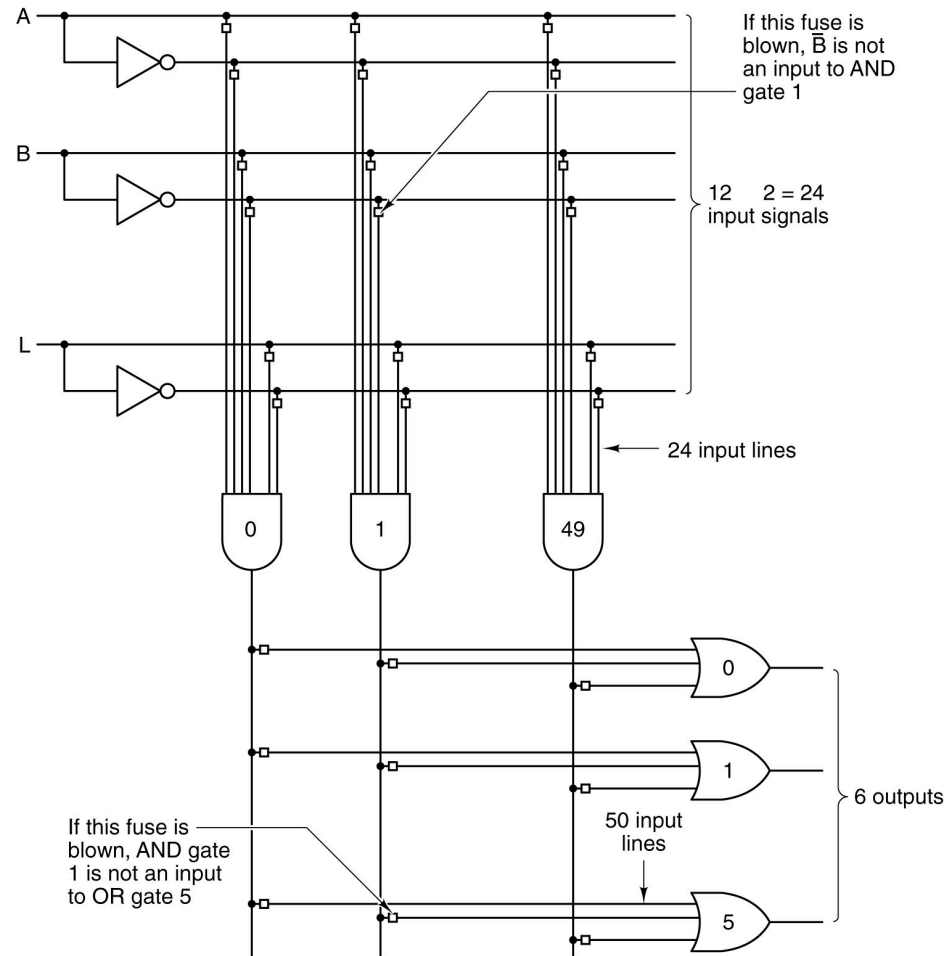 A
If this fuse is
blown, B̅ is not
an input to AND
gate 1
B
12 2 = 24
input signals
L
24 input lines
0
1
49
0
1
6 outputs
If this fuse is
blown, AND gate
1 is not an input
to OR gate 5
50 input
lines
5